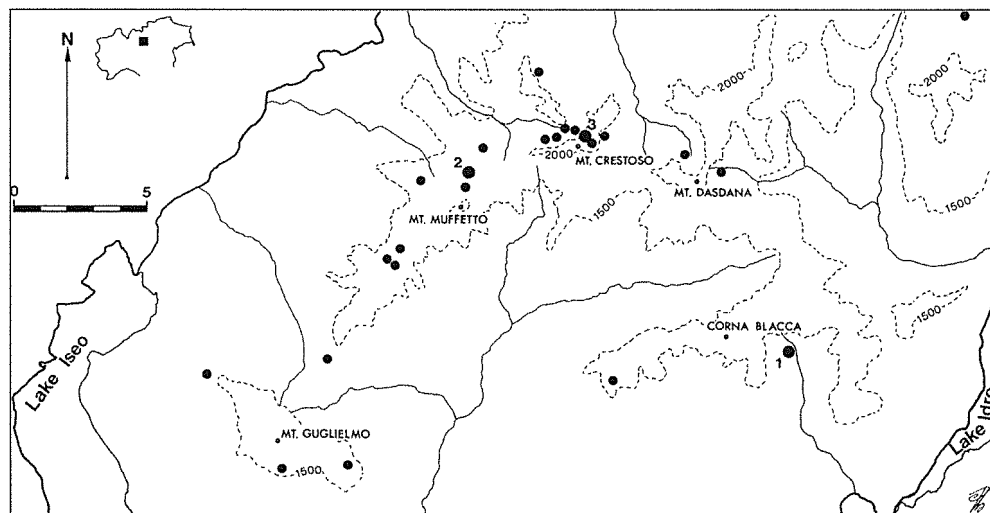 N
2000
2000
3
2000
MT. CRESTOSO
2
MT. DASDANA
0 5
1500
1500
MT. MUFFETTO
1500
CORNA BLACCA
1
Lake Iseo
Lake Idro
MT. GUGLIELMO
1500